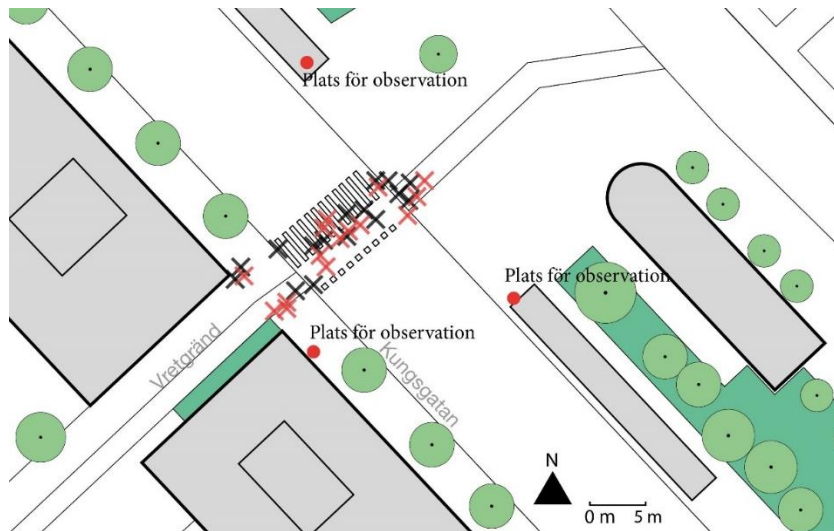 Plats för observation
Plats för observation
Plats för observation
Vretgränd
Kungsgatan
N
0 m 5 m